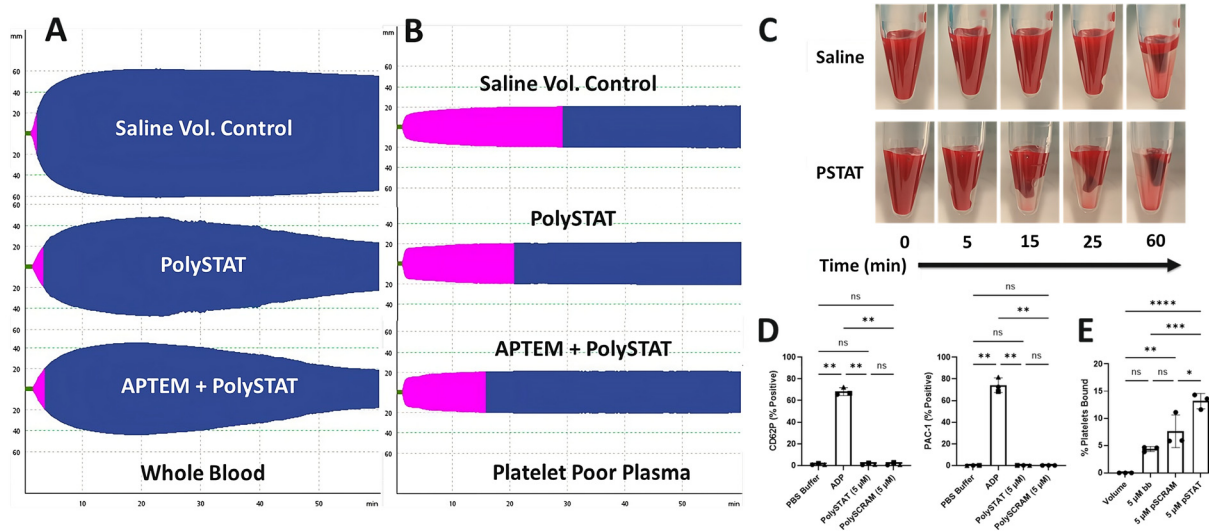 A
mm
60
40
20
20
40
60
Saline Vol. Control
40
20
20
40
PolySTAT
40
20
20
40
60
APTEM + PolySTAT
Whole Blood
10
20
30
40
50
min
B
mm
60
40
20
20
40
60
Saline Vol. Control
40
20
20
40
PolySTAT
40
20
20
40
60
APTEM + PolySTAT
Platelet Poor Plasma
10
20
30
40
50
min
C
Saline
PSTAT
0 5 15 25 60
Time (min)
D
ns
ns
**
ns
** ** ns
CD62P (% Positive)
100
80
60
40
20
0
PBS Buffer
ADP
PolySTAT (5 µM)
PolySCRAM (5 µM)
ns
**
ns
** ** ns
PAC-1 (% Positive)
100
80
60
40
20
0
PBS Buffer
ADP
PolySTAT (5 µM)
PolySCRAM (5 µM)
E
****
***
**
ns ns *
% Platelets Bound
20
15
10
5
0
Volume
5 µM bb
5 µM pSCRAM
5 µM pSTAT